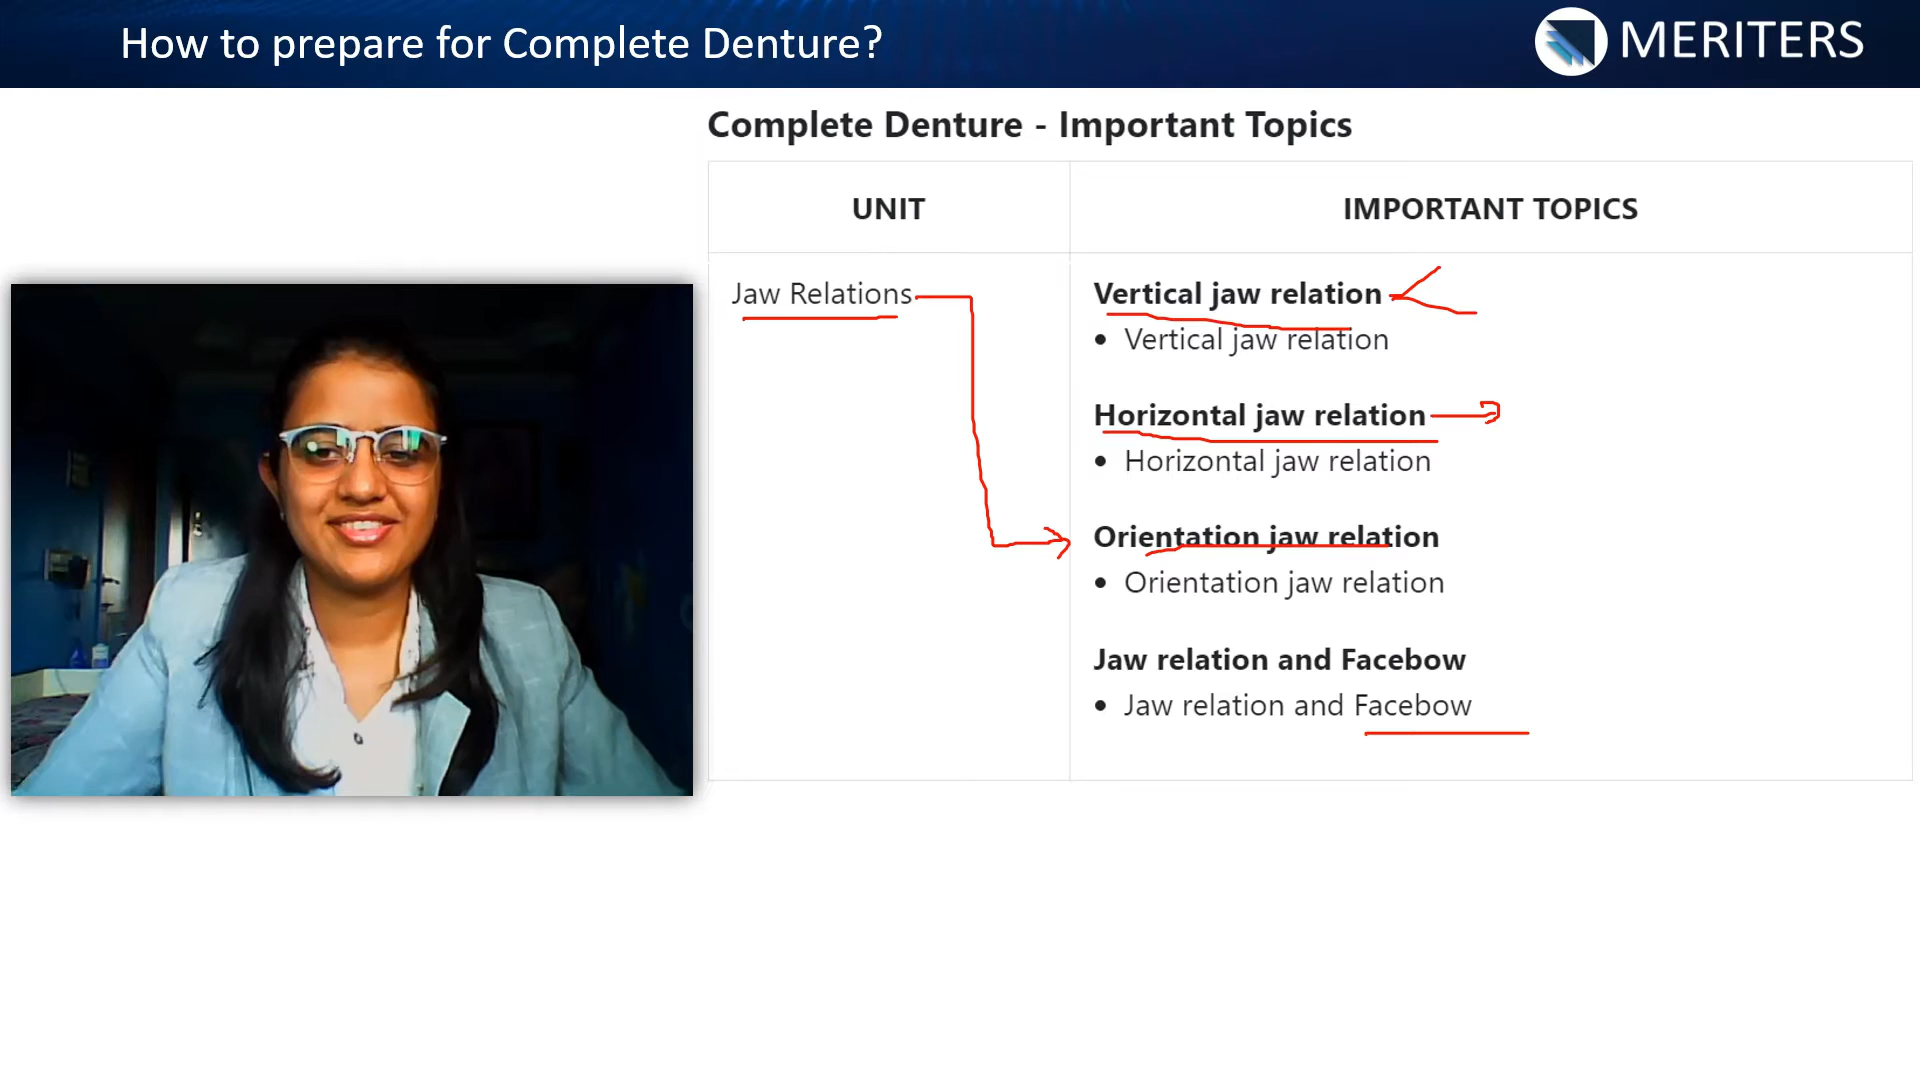 How to prepare for Complete Denture?
MERITERS
Complete Denture - Important Topics
UNIT
IMPORTANT TOPICS
Jaw Relations
Vertical jaw relation
• Vertical jaw relation
Horizontal jaw relation
• Horizontal jaw relation
Orientation jaw relation
• Orientation jaw relation
Jaw relation and Facebow
• Jaw relation and Facebow